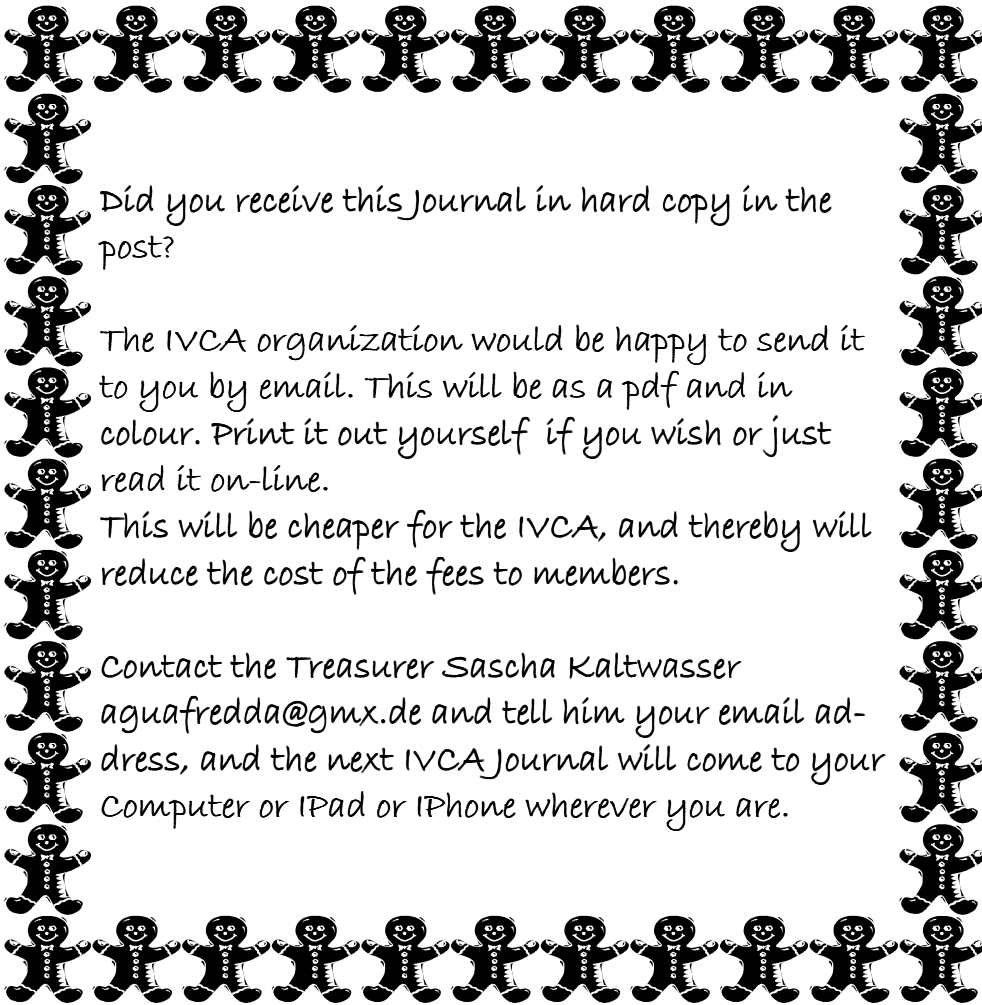 Did you receive this Journal in hard copy in the
post?
The IVCA organization would be happy to send it
to you by email. This will be as a pdf and in
colour. Print it out yourself if you wish or just
read it on-line.
This will be cheaper for the IVCA, and thereby will
reduce the cost of the fees to members.
Contact the Treasurer Sascha Kaltwasser
aguafredda@gmx.de and tell him your email ad-
dress, and the next IVCA Journal will come to your
Computer or IPad or IPhone wherever you are.